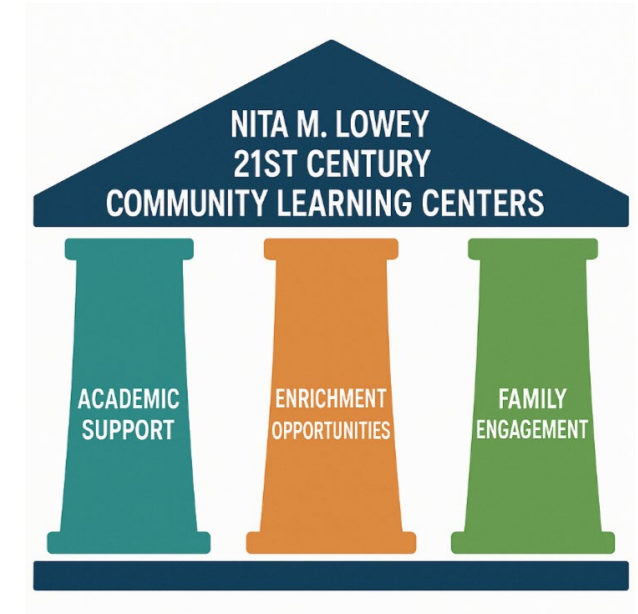 NITA M. LOWEY
21ST CENTURY
COMMUNITY LEARNING CENTERS
ACADEMIC
SUPPORT
ENRICHMENT
OPPORTUNITIES
FAMILY
ENGAGEMENT